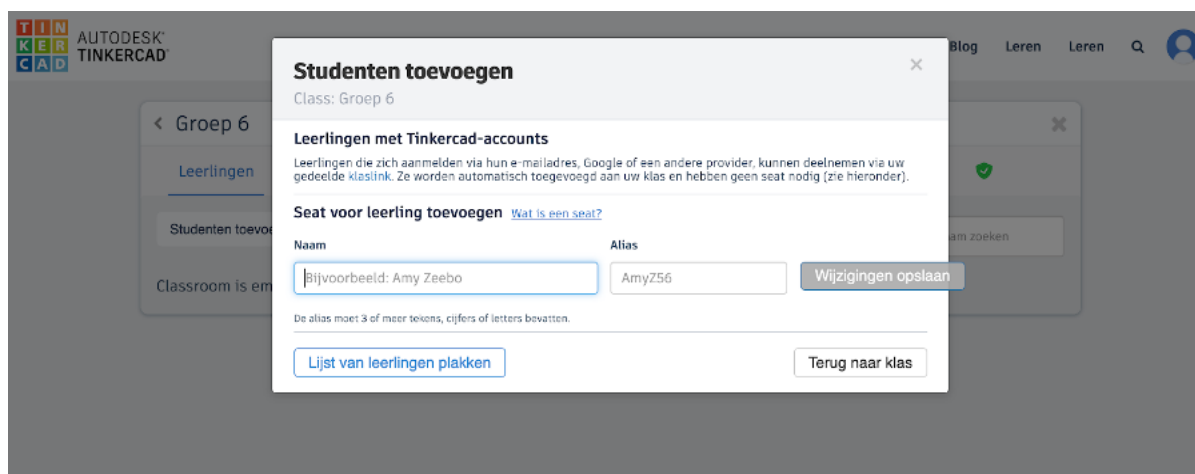 TIN
KER
CAD
AUTODESK
TINKERCAD
Blog Leren Leren
Studenten toevoegen
Class: Groep 6
Groep 6
Leerlingen
Leerlingen met Tinkercad-accounts
Leerlingen die zich aanmelden via hun e-mailadres, Google of een andere provider, kunnen deelnemen via uw
gedeelde klaslink. Ze worden automatisch toegevoegd aan uw klas en hebben geen seat nodig (zie hieronder).
Seat voor leerling toevoegen Wat is een seat?
Studenten toevoe
am zoeken
Naam Alias
Bijvoorbeeld: Amy Zeebo AmyZ56 Wijzigingen opslaan
Classroom is em
De alias moet 3 of meer tekens, cijfers of letters bevatten.
Lijst van leerlingen plakken Terug naar klas